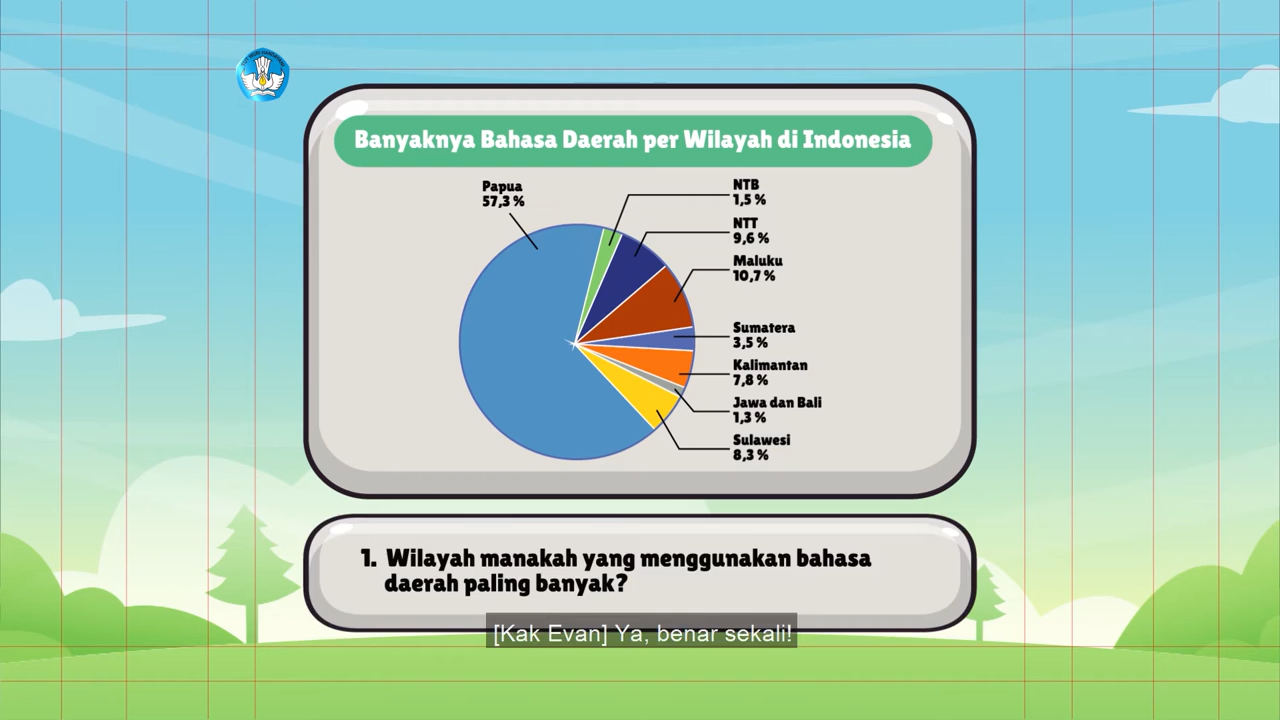 Banyaknya Bahasa Daerah per Wilayah di Indonesia
Papua
57,3 %
NTB
1,5 %
NTT
9,6 %
Maluku
10,7 %
Sumatera
3,5 %
Kalimantan
7,8 %
Jawa dan Bali
1,3 %
Sulawesi
8,3 %
1. Wilayah manakah yang menggunakan bahasa
daerah paling banyak?
[Kak Evan] Ya, benar sekali!